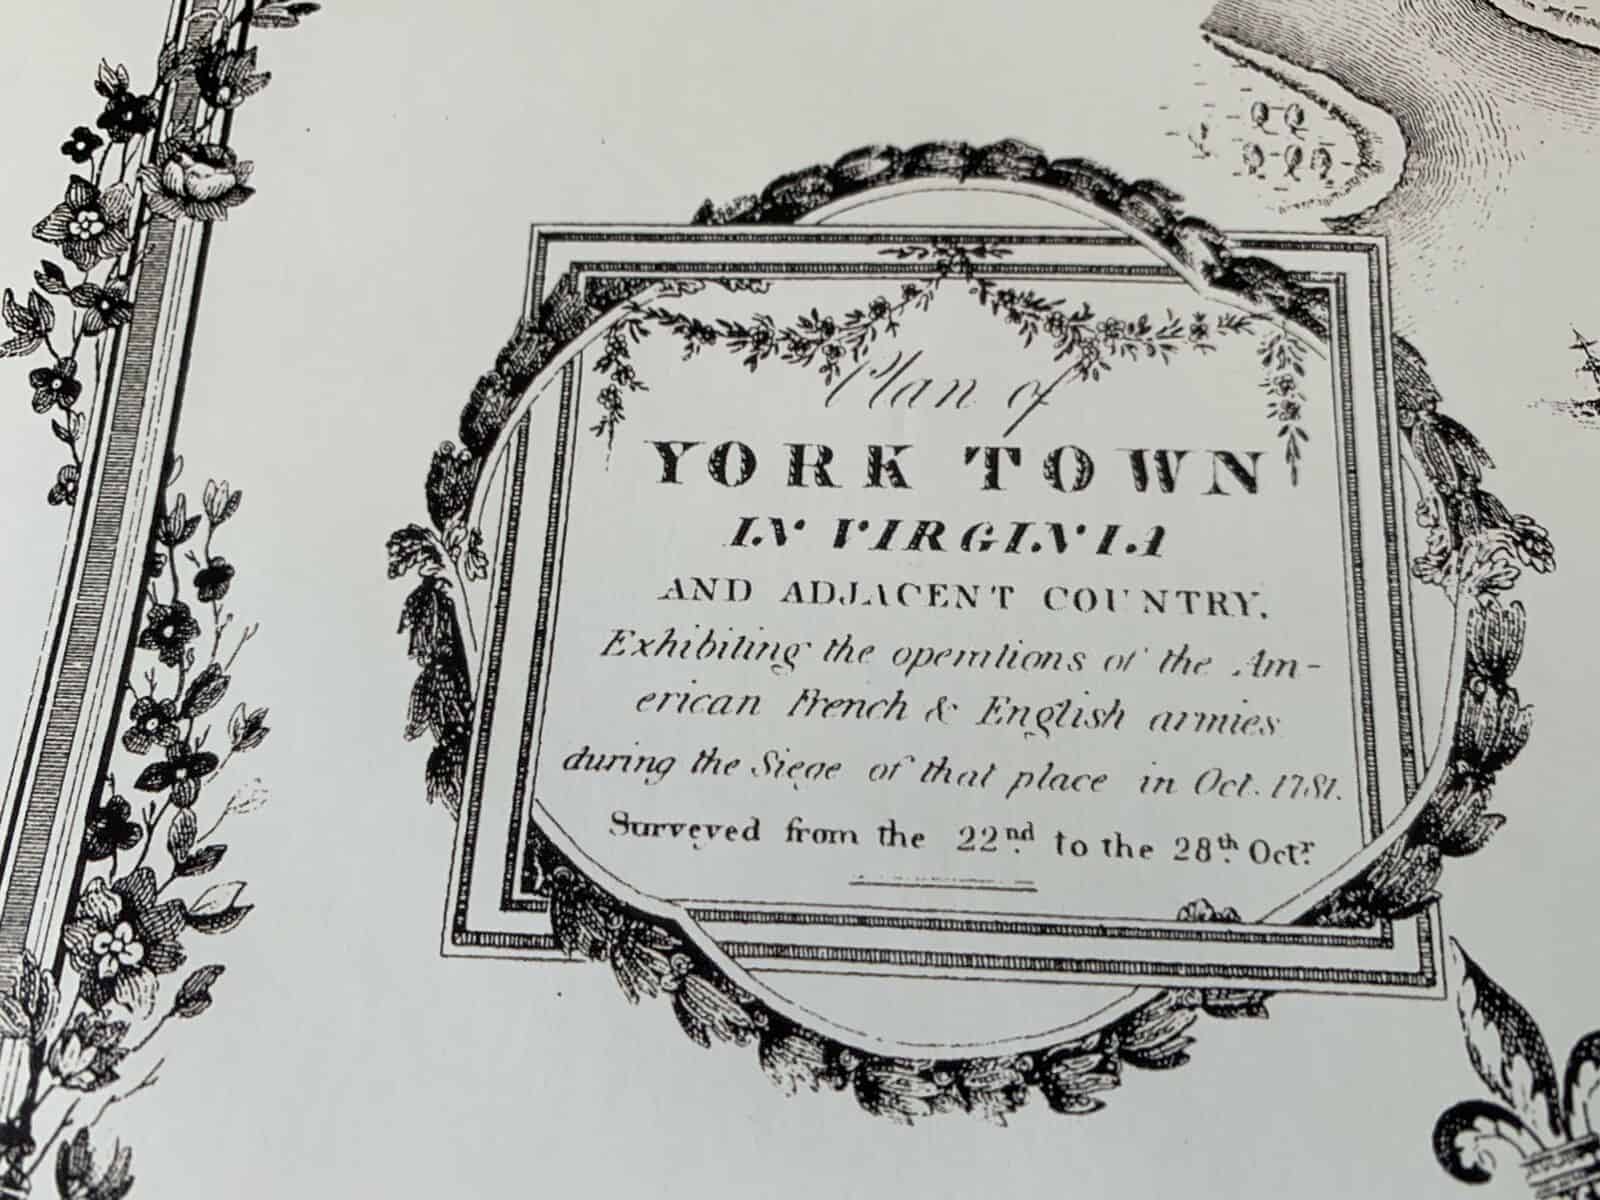 Plan of
YORK TOWN
IN VIRGINIA
AND ADJACENT COUNTRY.
Exhibiting the operations of the Am-
erican French & English armies
during the Siege of that place in Oct. 1781.
Surveyed from the 22nd. to the 28th. Octr.